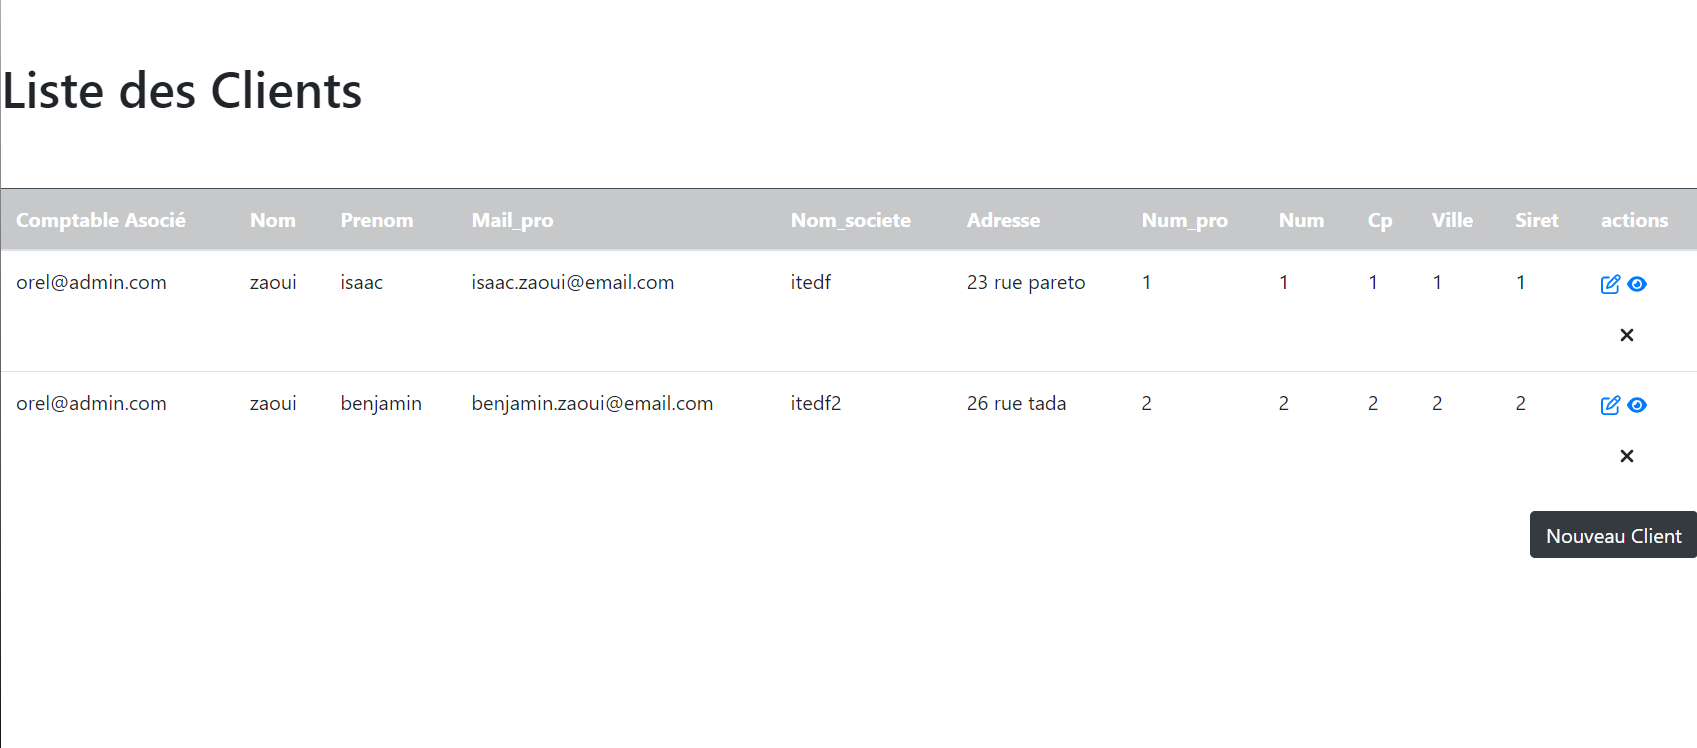 Liste des Clients
Comptable Asocié Nom Prenom Mail_pro Nom_societe Adresse Num_pro Num Cp Ville Siret actions
orel@admin.com zaoui isaac isaac.zaoui@email.com itedf 23 rue pareto 1 1 1 1 1
orel@admin.com zaoui benjamin benjamin.zaoui@email.com itedf2 26 rue tada 2 2 2 2 2
Nouveau Client